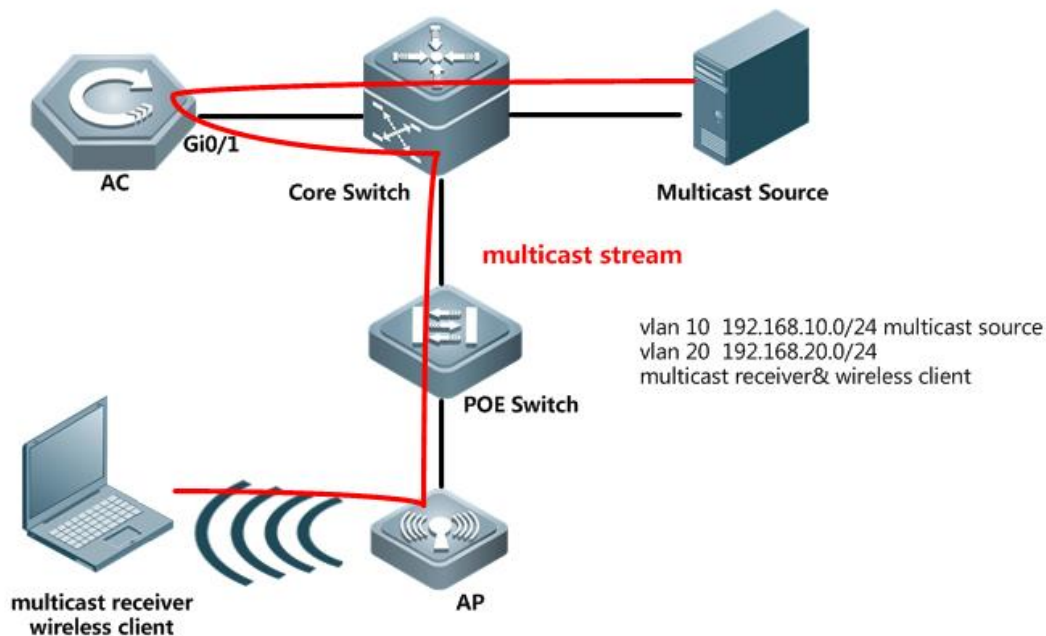 Gi0/1
AC
Core Switch
Multicast Source
multicast stream
vlan 10 192.168.10.0/24 multicast source
vlan 20 192.168.20.0/24
multicast receiver& wireless client
POE Switch
multicast receiver
wireless client
AP